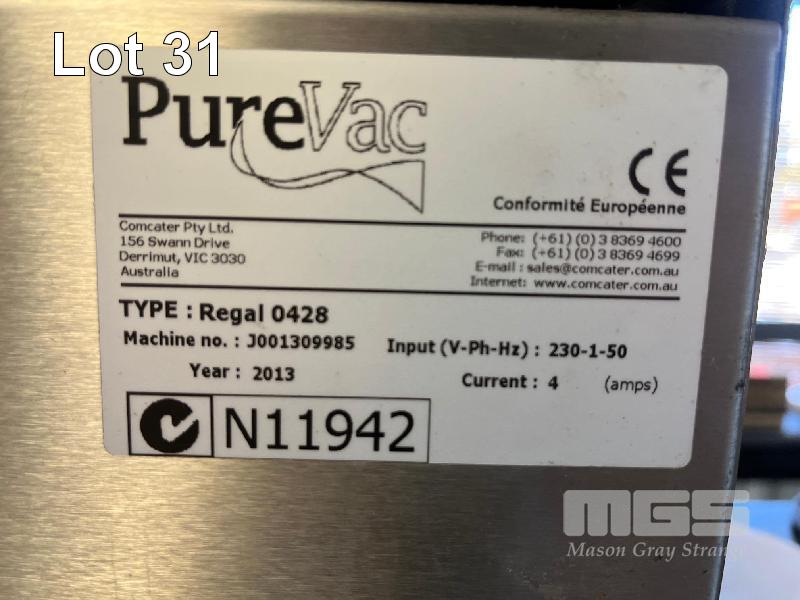 Lot 31
PureVac
CE
Conformité Européenne
Comcater Pty Ltd.
156 Swann Drive
Derrimut, VIC 3030
Australia
Phone: (+61) (0) 3 8369 4600
Fax: (+61) (0) 3 8369 4699
E-mail : sales@comcater.com.au
Internet: www.comcater.com.au
TYPE : Regal 0428
Machine no. : J001309985 Input (V-Ph-Hz) : 230-1-50
Year : 2013 Current : 4 (amps)
N11942
MGS
Mason Gray Strange